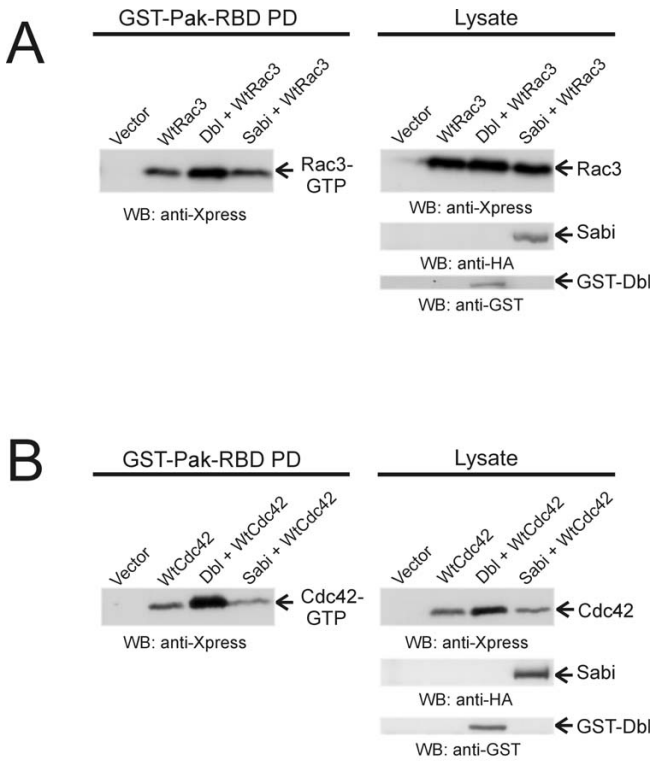 A
GST-Pak-RBD PD
Lysate
Vector
WtRac3
Dbl + WtRac3
Sabi + WtRac3
Vector
WtRac3
Dbl + WtRac3
Sabi + WtRac3
Rac3-
GTP
Rac3
WB: anti-Xpress
WB: anti-Xpress
Sabi
WB: anti-HA
GST-Dbl
WB: anti-GST
B
GST-Pak-RBD PD
Lysate
Vector
WtCdc42
Dbl + WtCdc42
Sabi + WtCdc42
Vector
WtCdc42
Dbl + WtCdc42
Sabi + WtCdc42
Cdc42-
GTP
Cdc42
WB: anti-Xpress
WB: anti-Xpress
Sabi
WB: anti-HA
GST-Dbl
WB: anti-GST